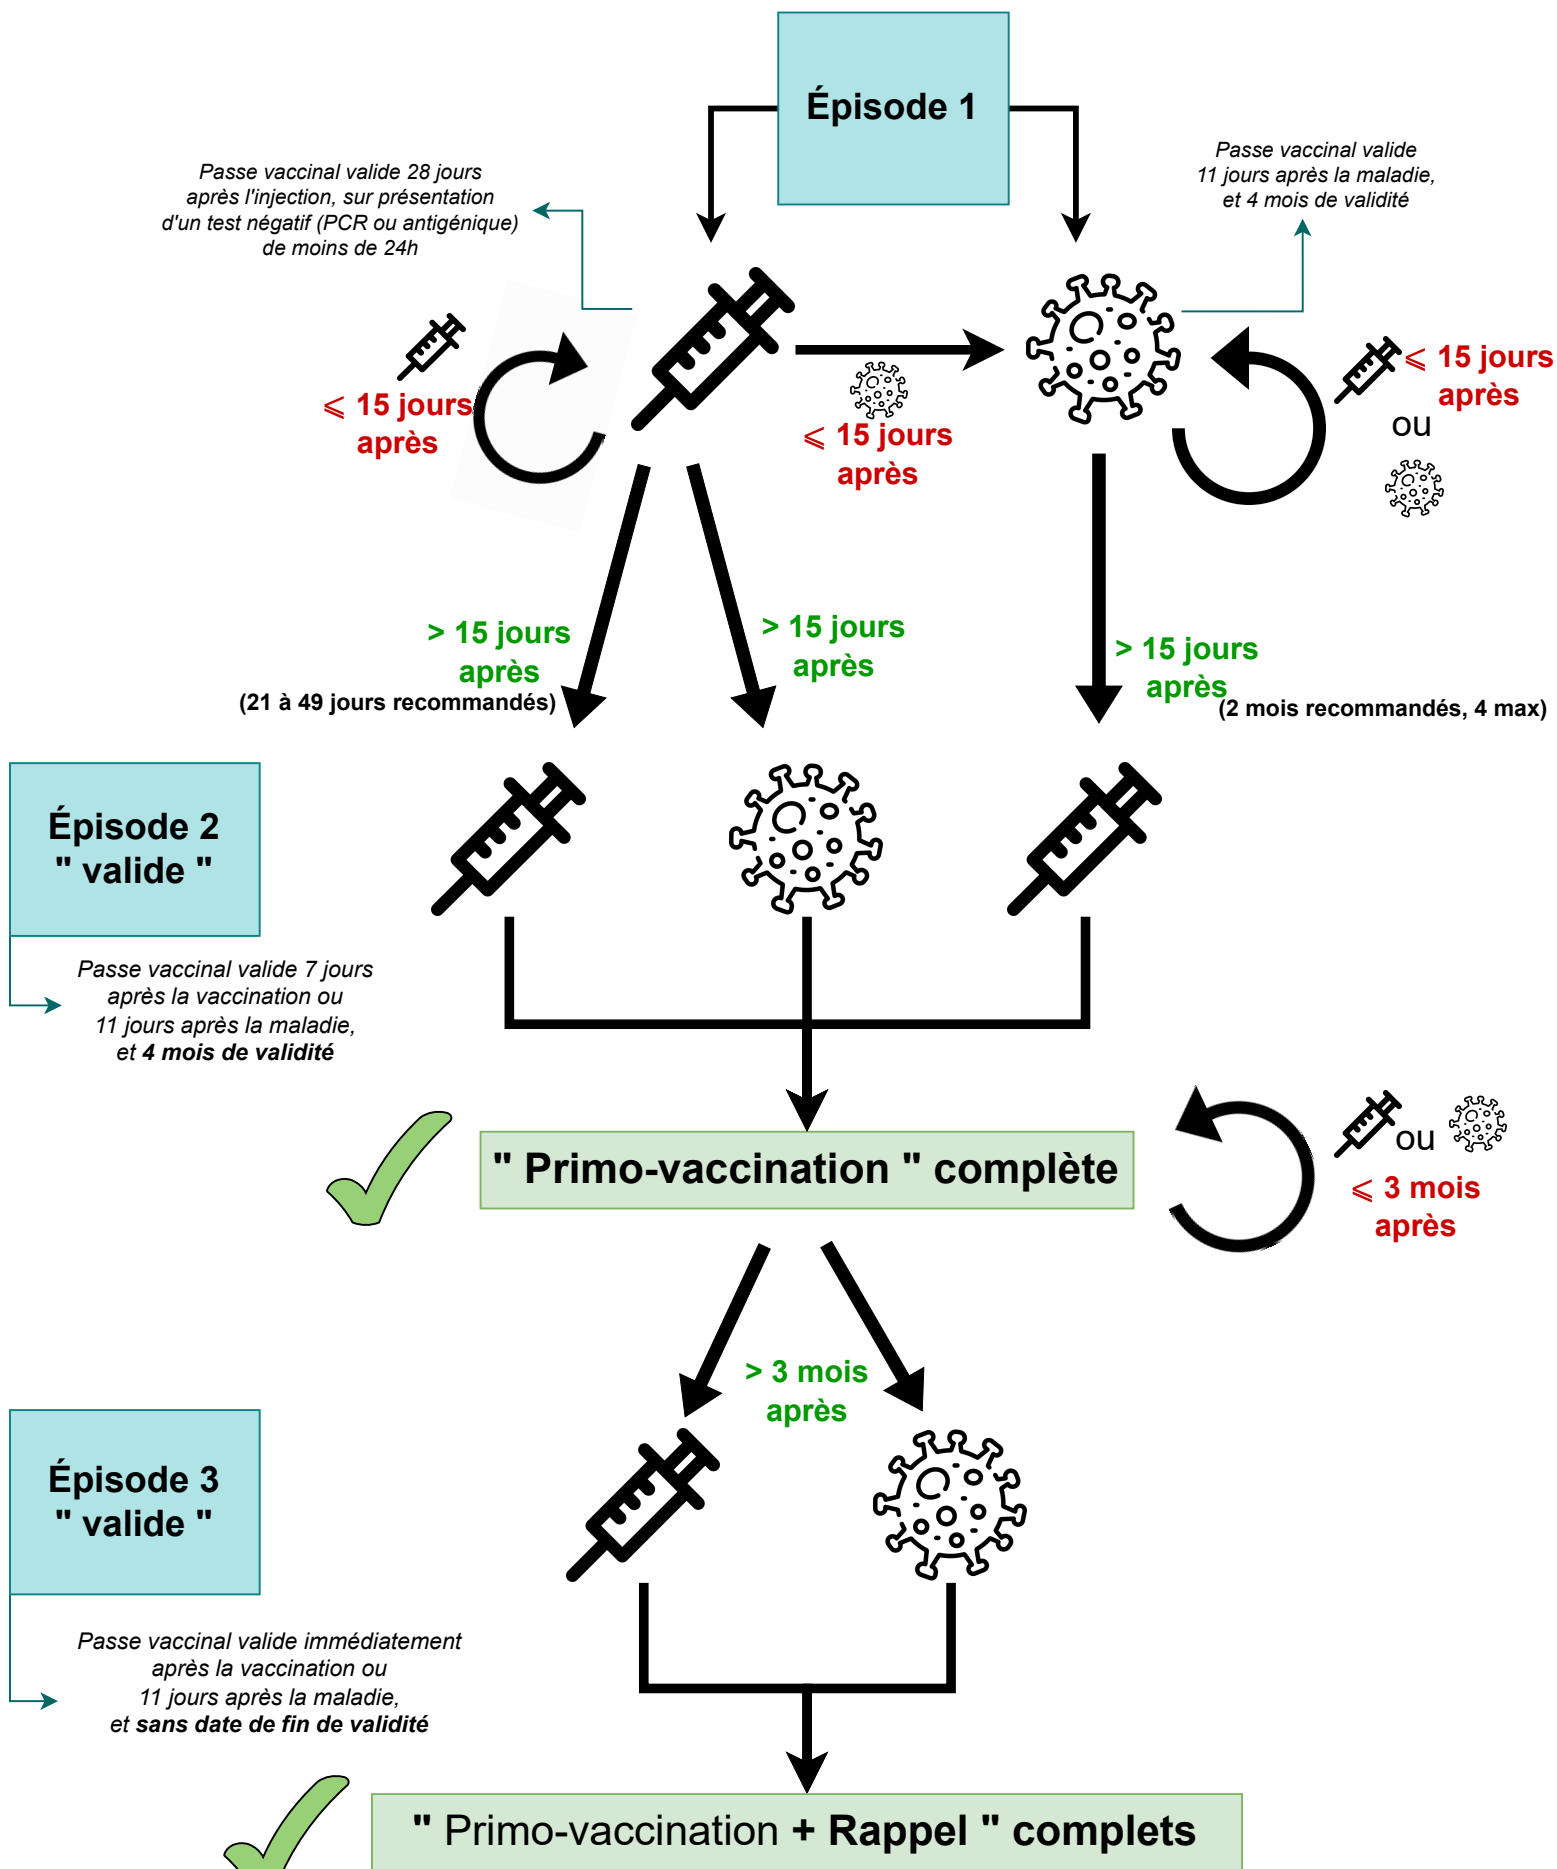 Épisode 1
Passe vaccinal valide 28 jours
après l'injection, sur présentation
d'un test négatif (PCR ou antigénique)
de moins de 24h
Passe vaccinal valide
11 jours après la maladie,
et 4 mois de validité
⩽ 15 jours
après
⩽ 15 jours
après
⩽ 15 jours
après
ou
> 15 jours
après
(21 à 49 jours recommandés)
> 15 jours
après
> 15 jours
après
(2 mois recommandés, 4 max)
Épisode 2
" valide "
Passe vaccinal valide 7 jours
après la vaccination ou
11 jours après la maladie,
et 4 mois de validité
" Primo-vaccination " complète
ou
⩽ 3 mois
après
> 3 mois
après
Épisode 3
" valide "
Passe vaccinal valide immédiatement
après la vaccination ou
11 jours après la maladie,
et sans date de fin de validité
" Primo-vaccination + Rappel " complets